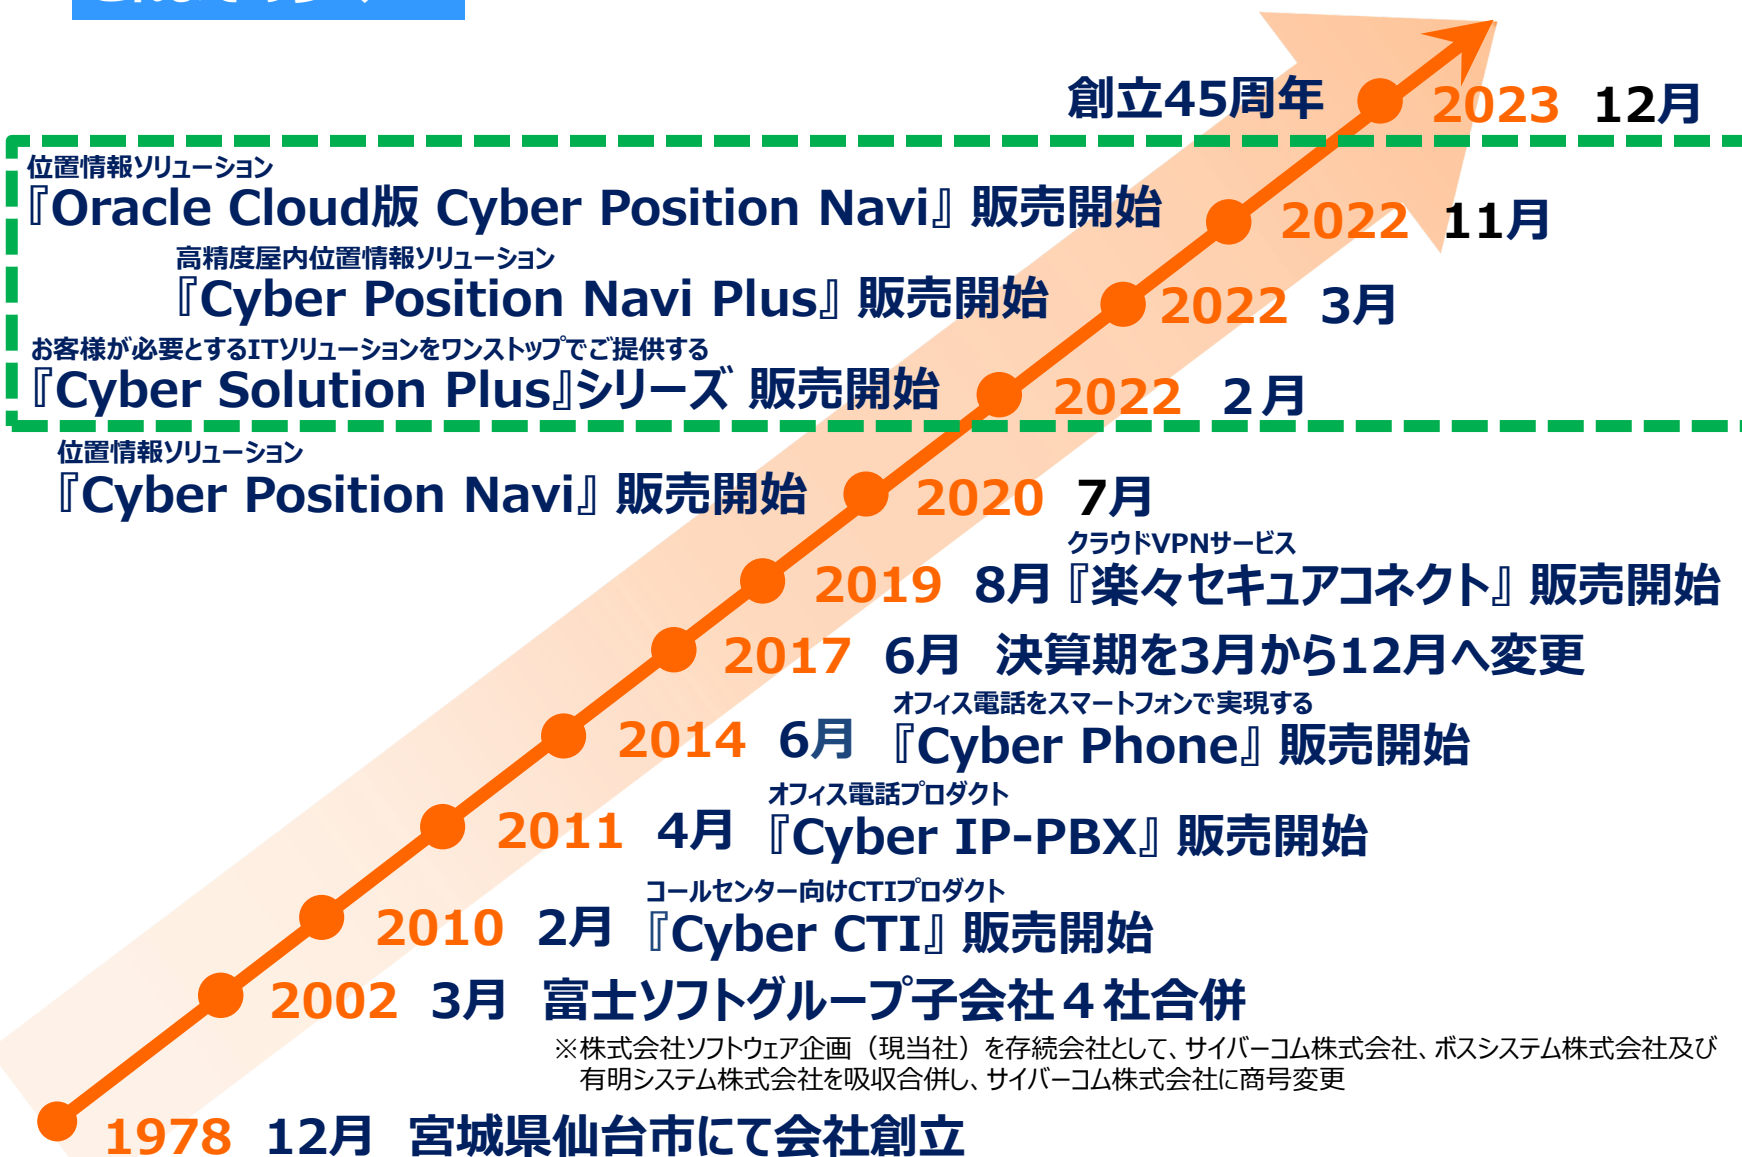 創立45周年 2023 12月
位置情報ソリューション
『Oracle Cloud版 Cyber Position Navi』 販売開始 2022 11月
高精度屋内位置情報ソリューション
『Cyber Position Navi Plus』 販売開始 2022 3月
お客様が必要とするITソリューションをワンストップでご提供する
『Cyber Solution Plus』シリーズ 販売開始 2022 2月
位置情報ソリューション
『Cyber Position Navi』 販売開始 2020 7月
クラウドVPNサービス
2019 8月 『楽々セキュアコネクト』 販売開始
2017 6月 決算期を3月から12月へ変更
オフィス電話をスマートフォンで実現する
2014 6月 『Cyber Phone』 販売開始
オフィス電話プロダクト
2011 4月 『Cyber IP-PBX』 販売開始
コールセンター向けCTIプロダクト
2010 2月 『Cyber CTI』 販売開始
2002 3月 富士ソフトグループ子会社４社合併
※株式会社ソフトウェア企画（現当社）を存続会社として、サイバーコム株式会社、ボスシステム株式会社及び
有明システム株式会社を吸収合併し、サイバーコム株式会社に商号変更
1978 12月 宮城県仙台市にて会社創立